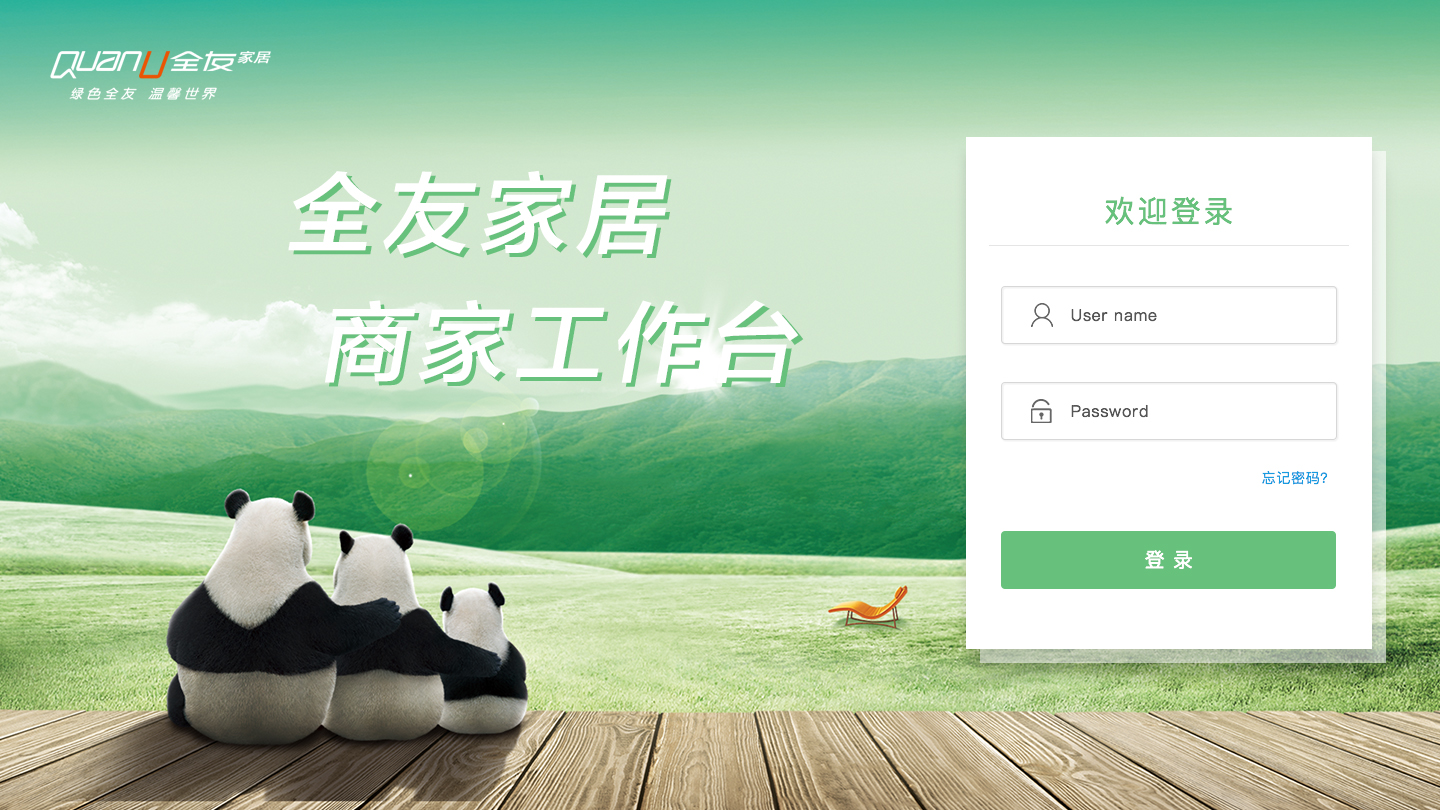 QUANU全友家居
绿色全友 温馨世界
全友家居
商家工作台
欢迎登录
User name
Password
忘记密码?
登 录